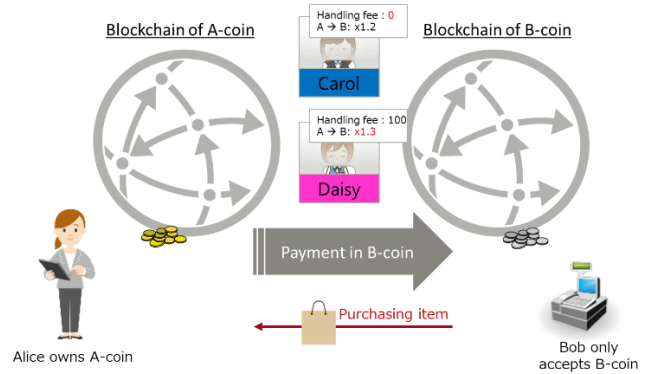 Blockchain of A-coin
Handling fee : 0
A → B: x1.2
Carol
Blockchain of B-coin
Handling fee : 100
A → B: x1.3
Daisy
Payment in B-coin
Purchasing item
Alice owns A-coin
Bob only
accepts B-coin